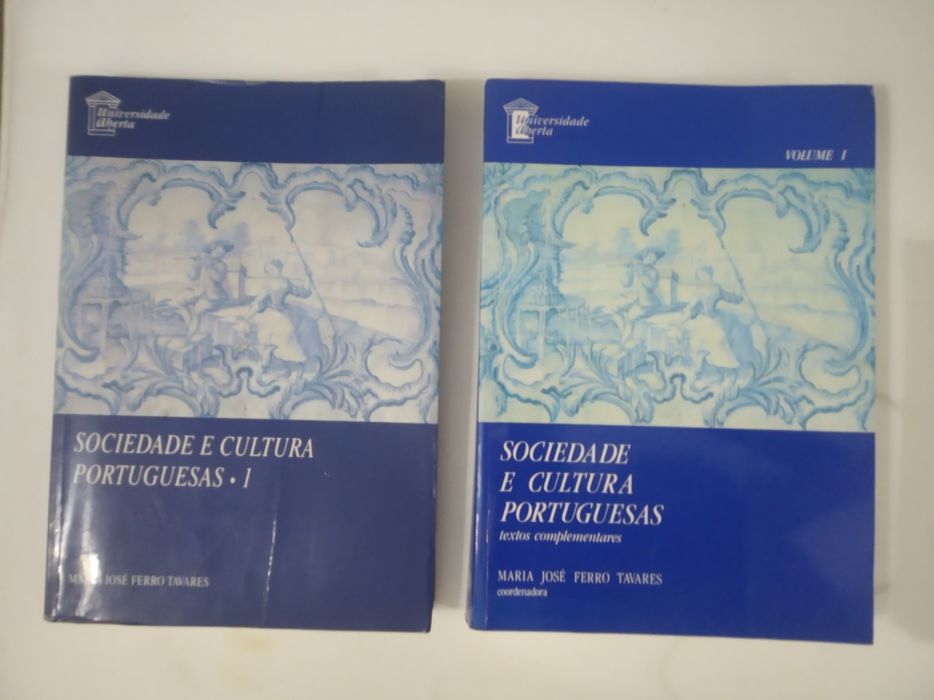 Universidade
Aberta
SOCIEDADE E CULTURA
PORTUGUESAS • 1
MARIA JOSÉ FERRO TAVARES
Universidade
Aberta
VOLUME I
SOCIEDADE
E CULTURA
PORTUGUESAS
textos complementares
MARIA JOSÉ FERRO TAVARES
coordenadora